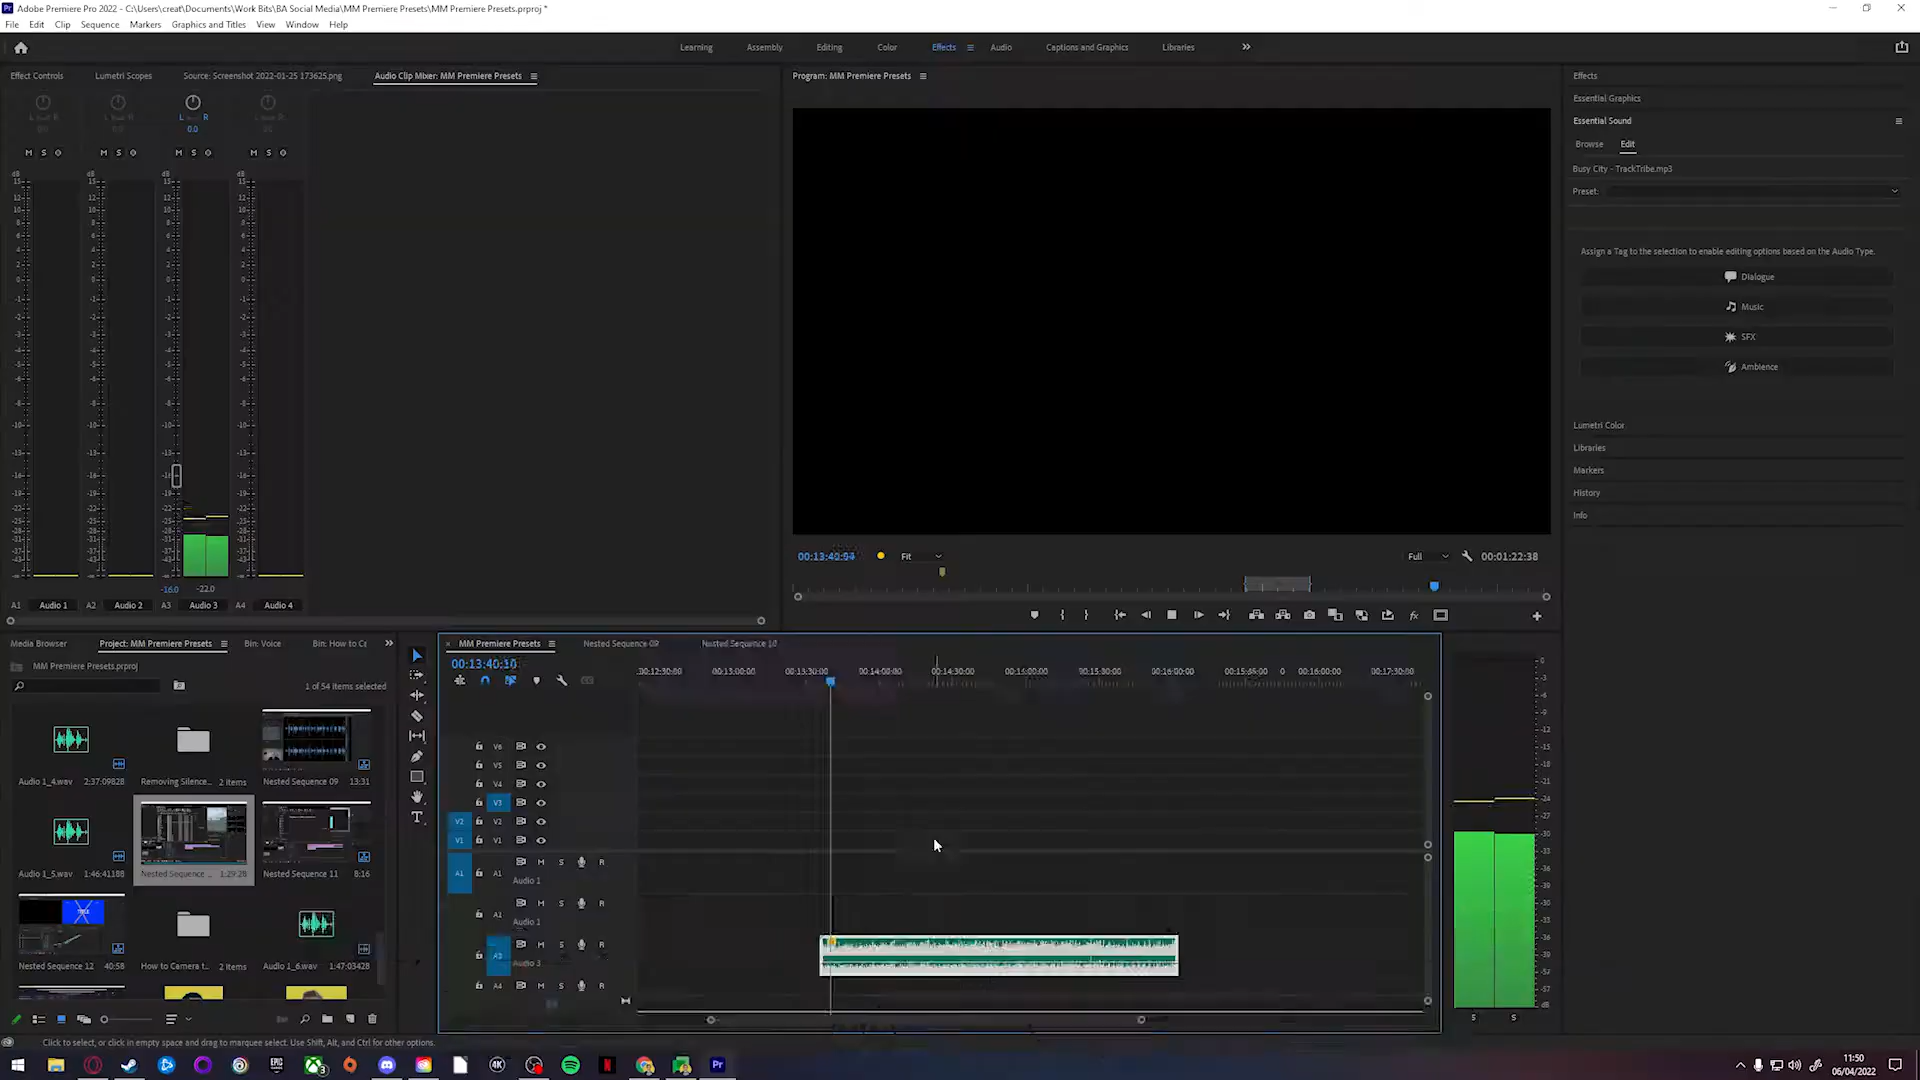 Adobe Premiere Pro 2022 - C:\Users\creat\Documents\Work Bits\BA Social Media\MM Premiere Presets\MM Premiere Presets.prproj *
File Edit Clip Sequence Markers Graphics and Titles View Window Help
Learning Assembly Editing Color Effects Audio Captions and Graphics Libraries
Effect Controls Lumetri Scopes Source: Screenshot 2022-01-25 173625.png Audio Clip Mixer: MM Premiere Presets
Program: MM Premiere Presets
Effects
Essential Graphics
Essential Sound
Browse Edit
Busy City - TrackTribe.mp3
Preset:
Assign a Tag to the selection to enable editing options based on the Audio Type.
Dialogue
Music
SFX
Ambience
Lumetri Color
Libraries
Markers
History
Info
L R
0.0
M S M S M S M S
dB dB dB dB
-16.0 -22.0
A1 Audio 1 A2 Audio 2 A3 Audio 3 A4 Audio 4
Fit Full 00:01:22:38
Media Browser Project: MM Premiere Presets Bin: Voice Bin: How to Ca
MM Premiere Presets.prproj
1 of 54 items selected
Audio 1_4.wav 2:37:09828 Removing Silence... 2 items Nested Sequence 09 13:31
Audio 1_5.wav 1:46:41188 Nested Sequence ... 1:29:28 Nested Sequence 11 8:16
Nested Sequence 12 40:58 How to Camera t... 2 items Audio 1_6.wav 1:47:03428
MM Premiere Presets Nested Sequence 09 Nested Sequence 10
00:13:40:10
00:13:00:00 00:13:30:00 00:14:00:00 00:14:30:00 00:15:00:00 00:15:30:00 00:16:00:00 00:17:30:00
V6
V5
V4
V3
V2 V2
V1 V1
A1 A1 M S R
Audio 1
M S R
Audio 1
A3 M S R
Audio 3
A4 M S R
S S
Click to select, or click in empty space and drag to marquee select. Use Shift, Alt, and Ctrl for other options.
11:50
06/04/2022